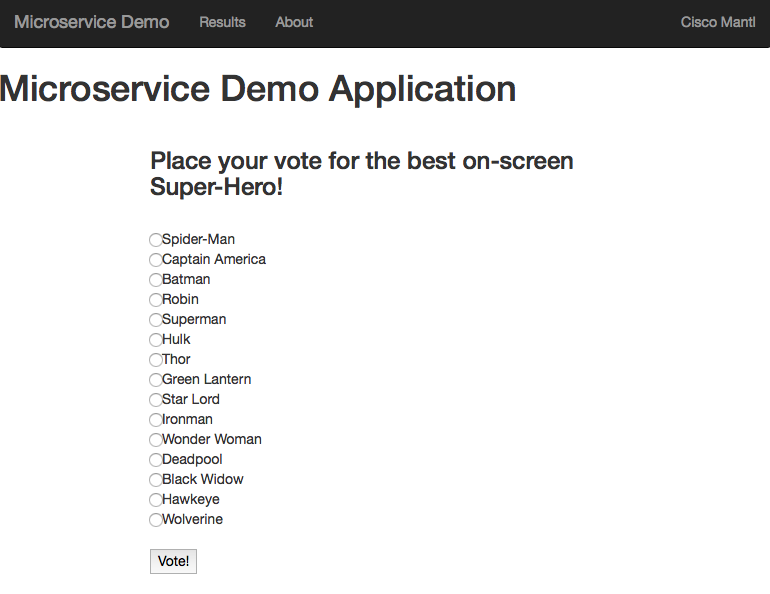 Microservice Demo Results About Cisco Mantl
Microservice Demo Application
Place your vote for the best on-screen
Super-Hero!
Spider-Man
Captain America
Batman
Robin
Superman
Hulk
Thor
Green Lantern
Star Lord
Ironman
Wonder Woman
Deadpool
Black Widow
Hawkeye
Wolverine
Vote!